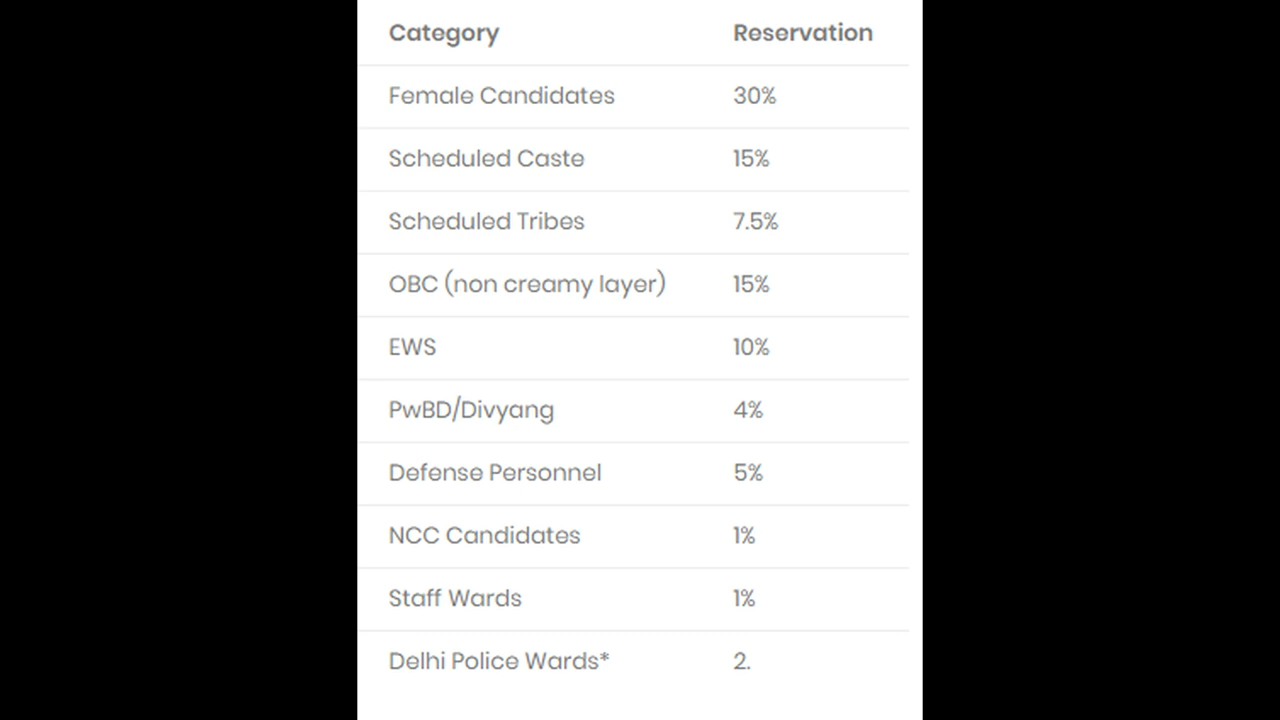 Category Reservation
Female Candidates 30%
Scheduled Caste 15%
Scheduled Tribes 7.5%
OBC (non creamy layer) 15%
EWS 10%
PwBD/Divyang 4%
Defense Personnel 5%
NCC Candidates 1%
Staff Wards 1%
Delhi Police Wards* 2.